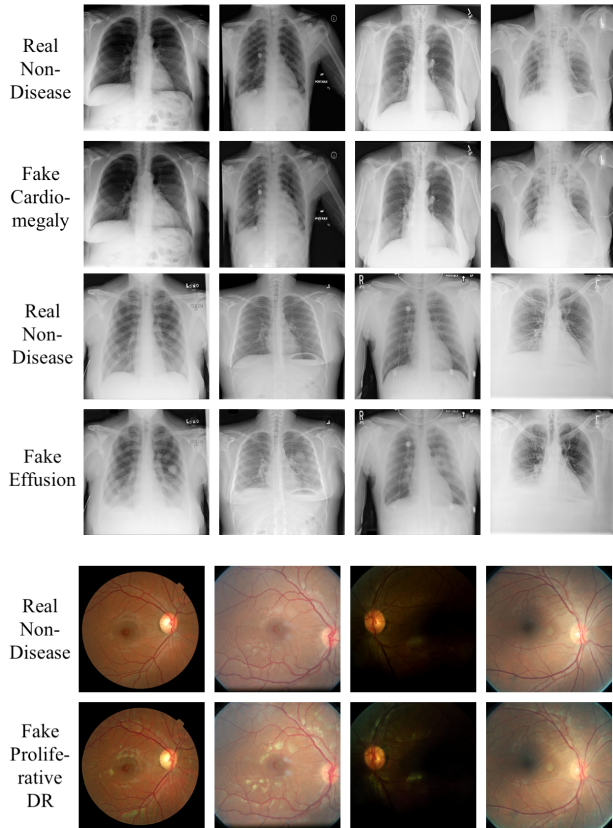 Real
Non-
Disease
Fake
Cardio-
megaly
Real
Non-
Disease
Fake
Effusion
Real
Non-
Disease
Fake
Prolife-
rative
DR